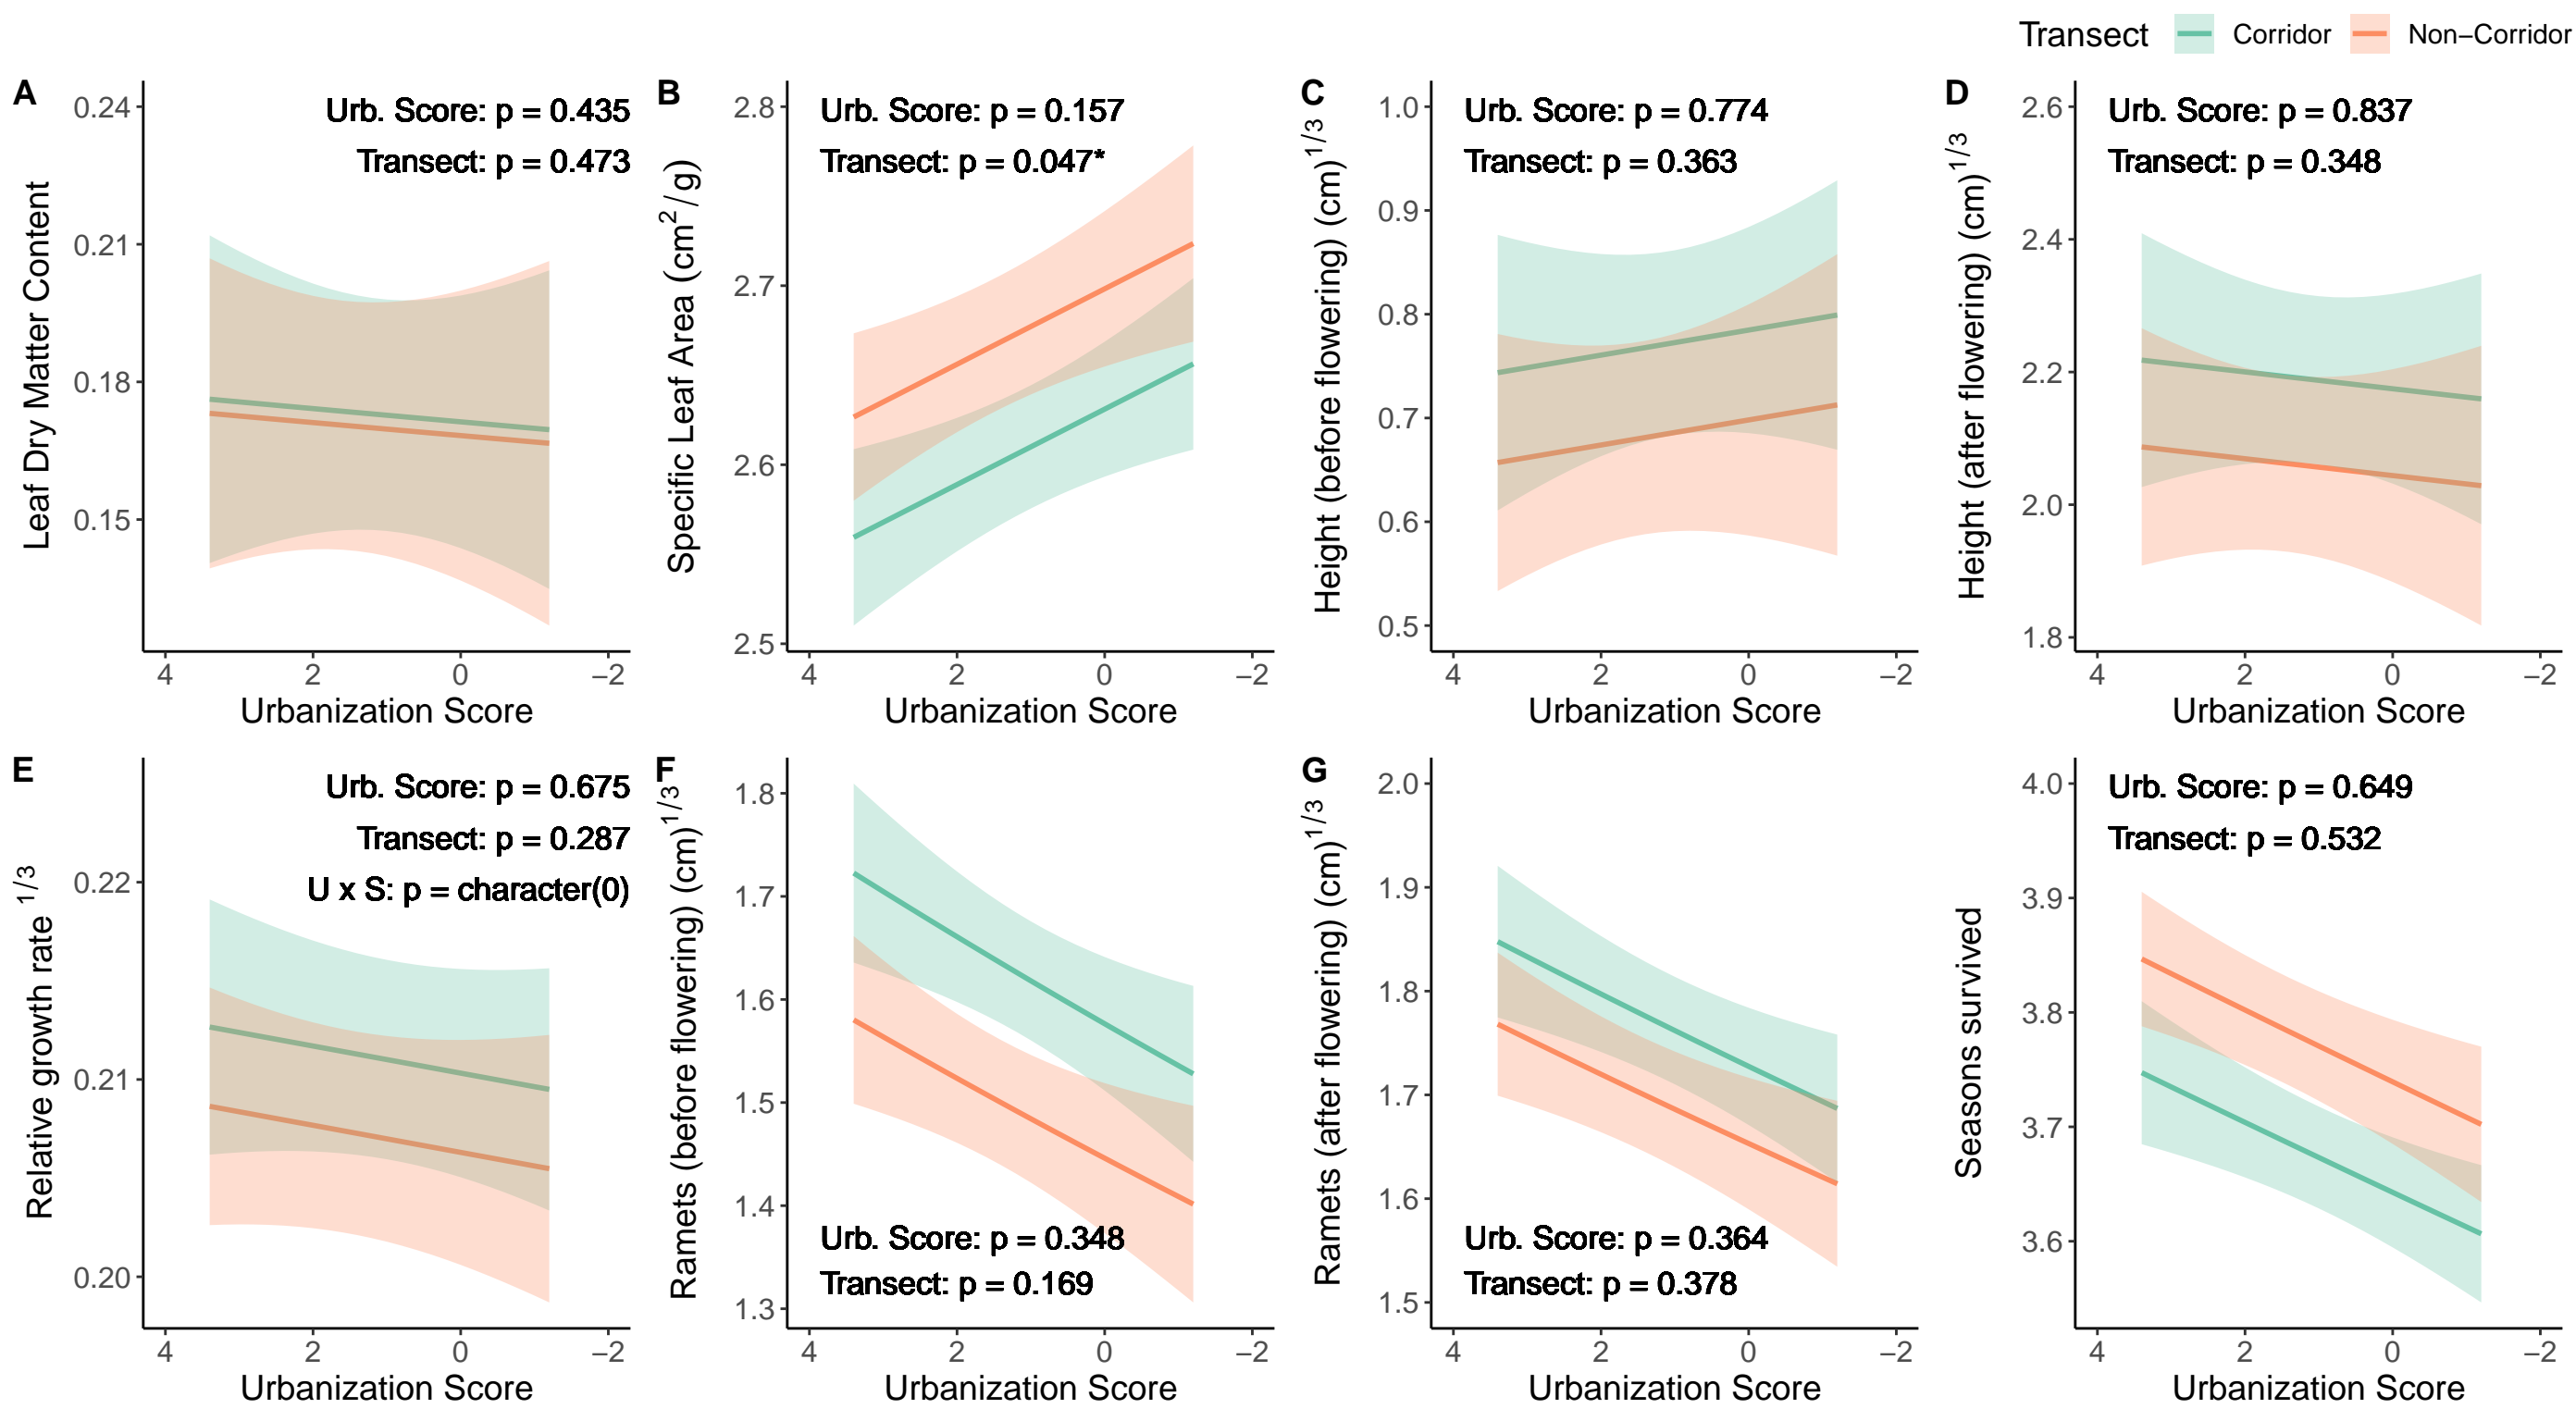 Transect Corridor Non−Corridor
A
Leaf Dry Matter Content
0.24
0.21
0.18
0.15
Urb. Score: p = 0.435
Transect: p = 0.473
4 2 0 −2
Urbanization Score
B
Specific Leaf Area (cm2 / g)
2.8
2.7
2.6
2.5
Urb. Score: p = 0.157
Transect: p = 0.047*
4 2 0 −2
Urbanization Score
C
Height (before flowering) (cm)1/3
1.0
0.9
0.8
0.7
0.6
0.5
Urb. Score: p = 0.774
Transect: p = 0.363
4 2 0 −2
Urbanization Score
D
Height (after flowering) (cm)1/3
2.6
2.4
2.2
2.0
1.8
Urb. Score: p = 0.837
Transect: p = 0.348
4 2 0 −2
Urbanization Score
E
Relative growth rate 1/3
0.22
0.21
0.20
Urb. Score: p = 0.675
Transect: p = 0.287
U x S: p = character(0)
4 2 0 −2
Urbanization Score
F
Ramets (before flowering) (cm)1/3
1.8
1.7
1.6
1.5
1.4
1.3
Urb. Score: p = 0.348
Transect: p = 0.169
4 2 0 −2
Urbanization Score
G
Ramets (after flowering) (cm)1/3
2.0
1.9
1.8
1.7
1.6
1.5
Urb. Score: p = 0.364
Transect: p = 0.378
4 2 0 −2
Urbanization Score
Seasons survived
4.0
3.9
3.8
3.7
3.6
Urb. Score: p = 0.649
Transect: p = 0.532
4 2 0 −2
Urbanization Score